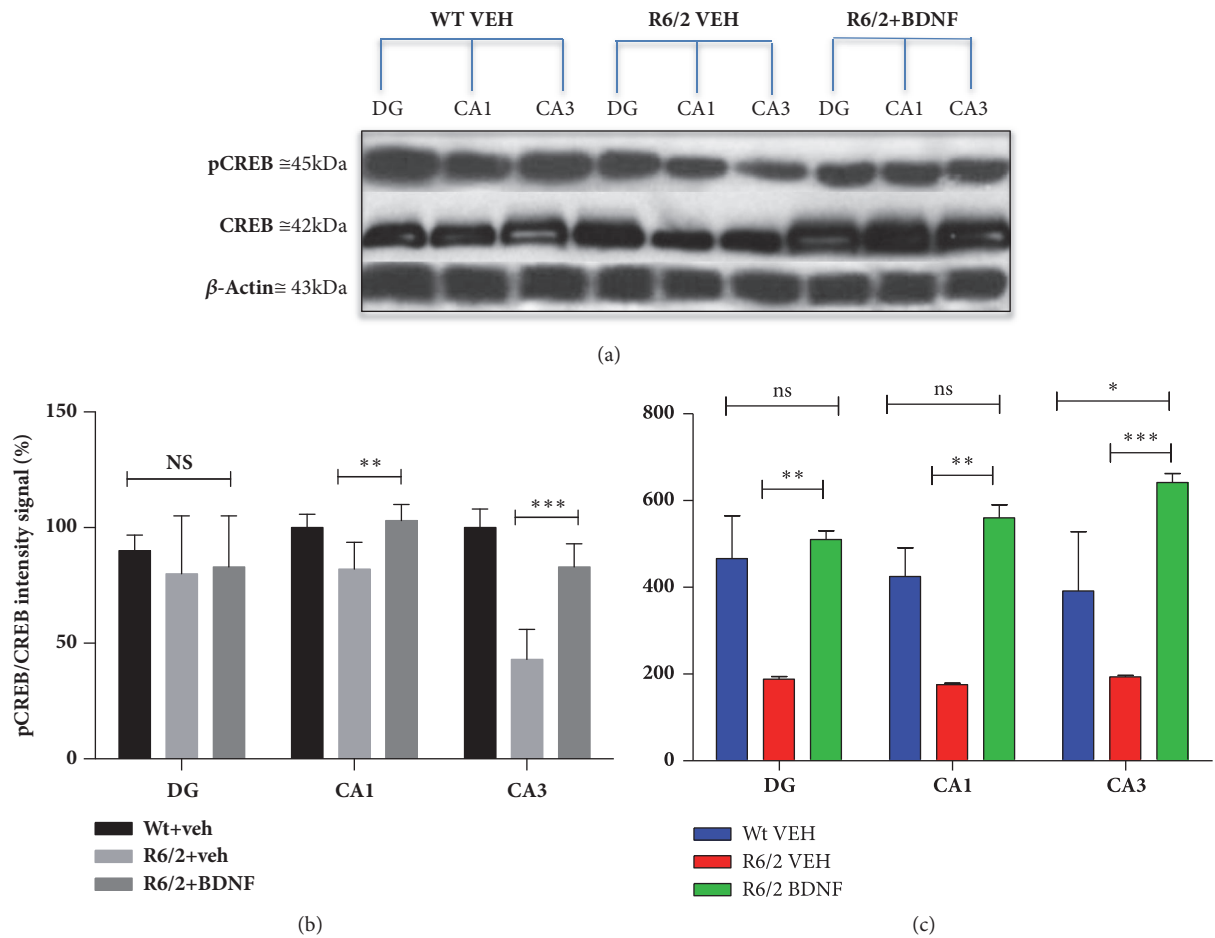 WT VEH R6/2 VEH R6/2+BDNF
DG CA1 CA3 DG CA1 CA3 DG CA1 CA3
pCREB ≅45kDa
CREB ≅42kDa
β-Actin≅ 43kDa
(a)
pCREB/CREB intensity signal (%)
150
100
50
0
NS
**
***
DG CA1 CA3
Wt+veh
R6/2+veh
R6/2+BDNF
(b)
800
600
400
200
0
ns ns *
** ** ***
DG CA1 CA3
Wt VEH
R6/2 VEH
R6/2 BDNF
(c)